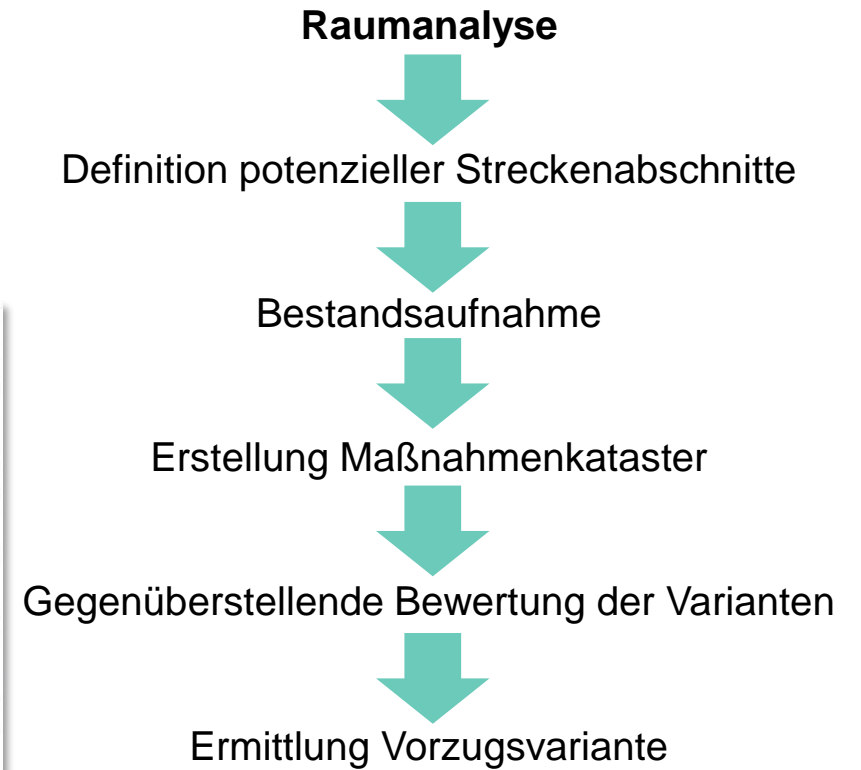 Raumanalyse
Definition potenzieller Streckenabschnitte
Bestandsaufnahme
Erstellung Maßnahmenkataster
Gegenüberstellende Bewertung der Varianten
Ermittlung Vorzugsvariante